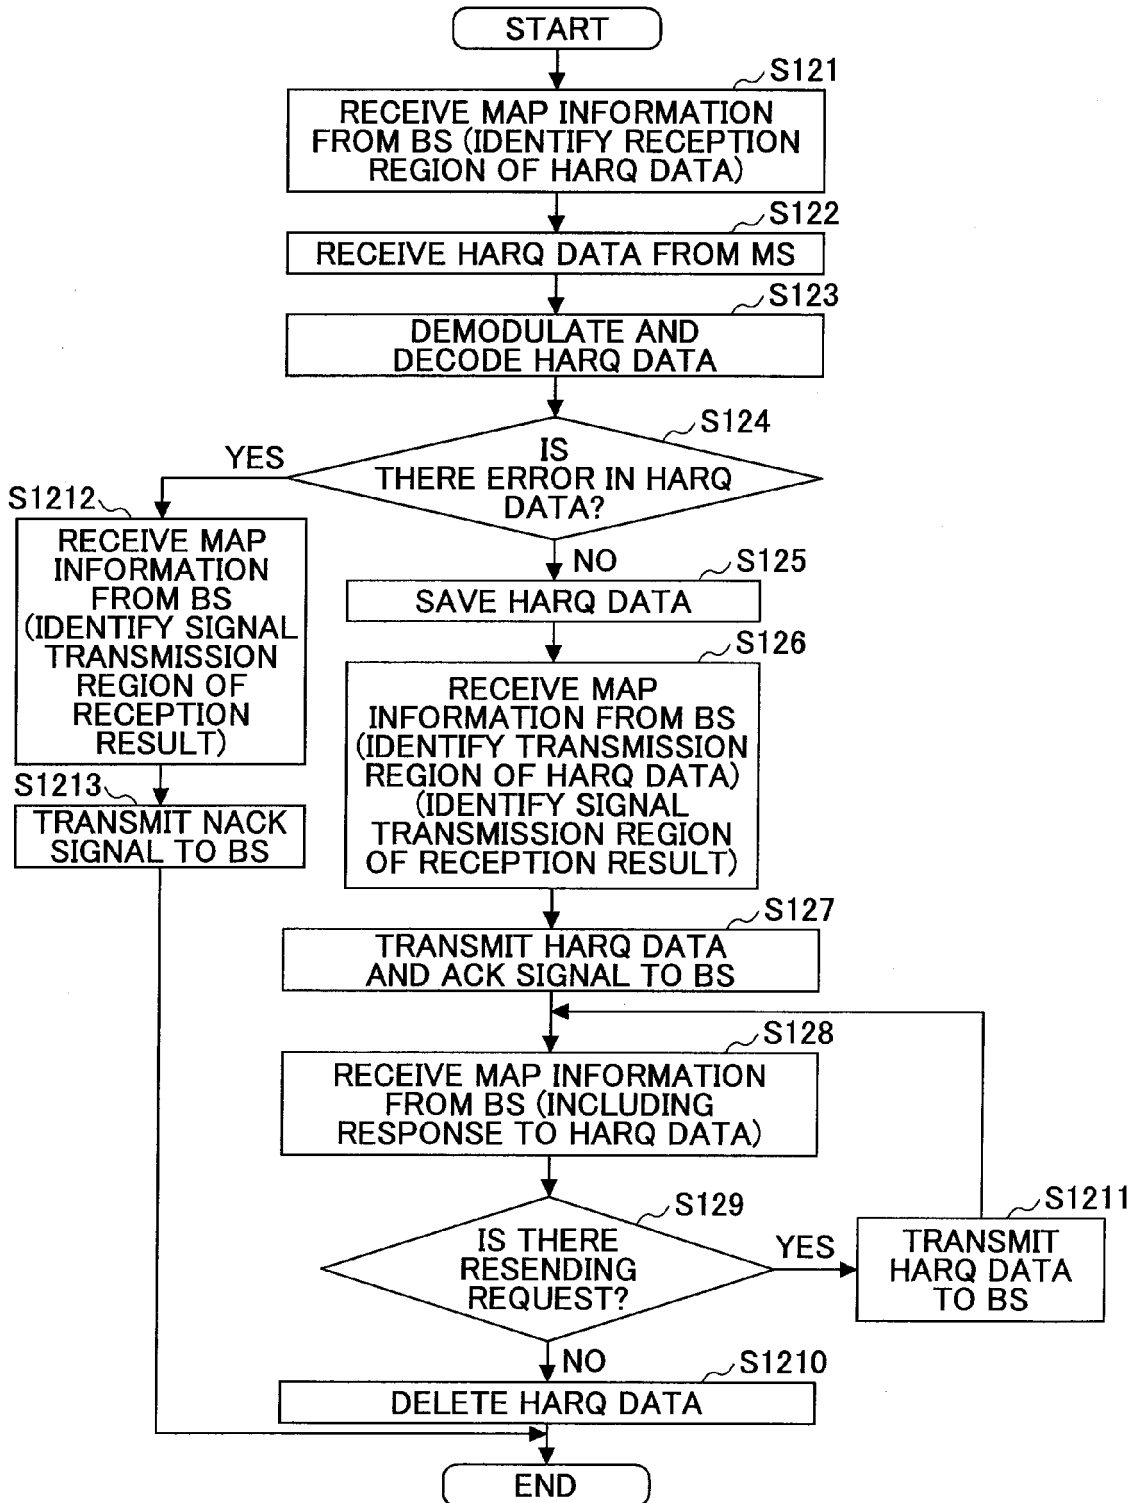 START
S121
RECEIVE MAP INFORMATION
FROM BS (IDENTIFY RECEPTION
REGION OF HARQ DATA)
S122
RECEIVE HARQ DATA FROM MS
S123
DEMODULATE AND
DECODE HARQ DATA
S124
IS
THERE ERROR IN HARQ
DATA?
YES
NO
S1212
RECEIVE MAP
INFORMATION
FROM BS
(IDENTIFY SIGNAL
TRANSMISSION
REGION OF
RECEPTION
RESULT)
S1213
TRANSMIT NACK
SIGNAL TO BS
S125
SAVE HARQ DATA
S126
RECEIVE MAP
INFORMATION FROM BS
(IDENTIFY TRANSMISSION
REGION OF HARQ DATA)
(IDENTIFY SIGNAL
TRANSMISSION REGION
OF RECEPTION RESULT)
S127
TRANSMIT HARQ DATA
AND ACK SIGNAL TO BS
S128
RECEIVE MAP INFORMATION
FROM BS (INCLUDING
RESPONSE TO HARQ DATA)
S129
IS THERE
RESENDING
REQUEST?
YES
S1211
TRANSMIT
HARQ DATA
TO BS
NO
S1210
DELETE HARQ DATA
END